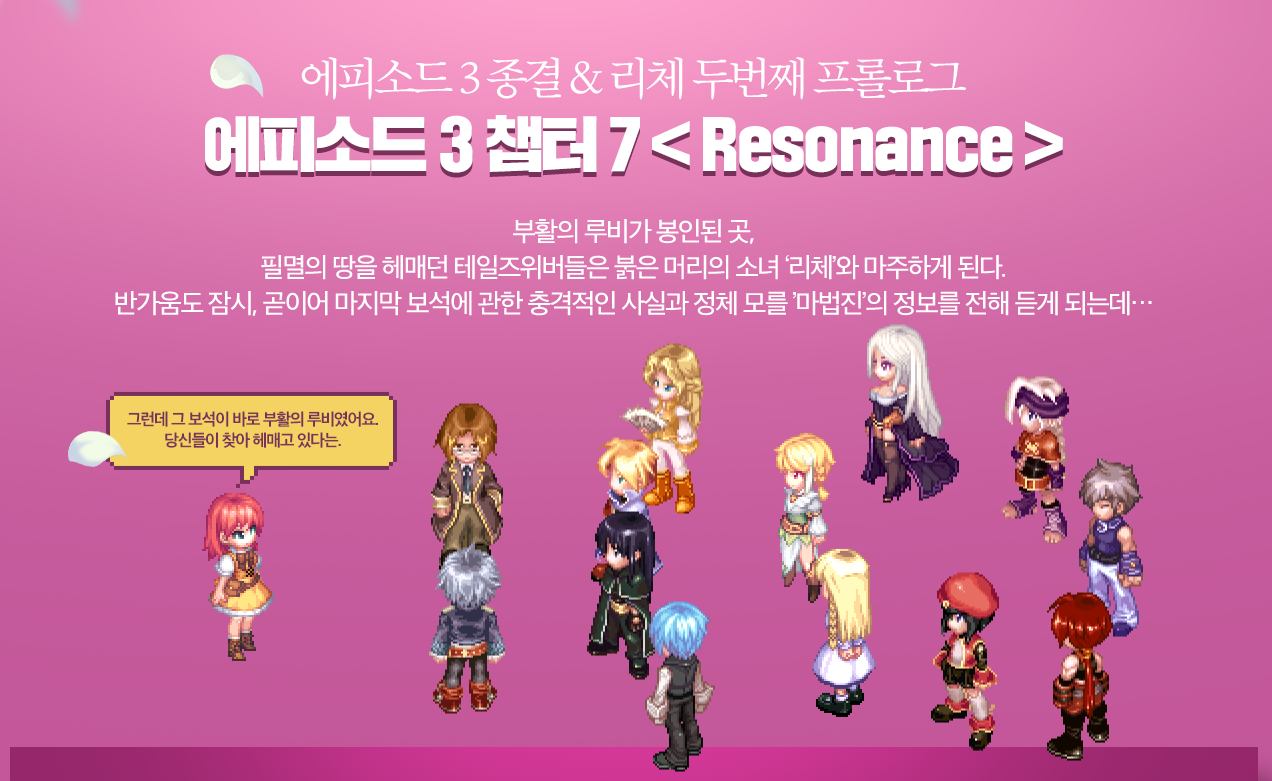 에피소드 3 종결 & 리체 두번째 프롤로그
에피소드 3 챕터 7 < Resonance >
부활의 루비가 봉인된 곳,
필멸의 땅을 헤매던 테일즈위버들은 붉은 머리의 소녀 ‘리체’와 마주하게 된다.
반가움도 잠시, 곧이어 마지막 보석에 관한 충격적인 사실과 정체 모를 ’마법진’의 정보를 전해 듣게 되는데…
그런데 그 보석이 바로 부활의 루비였어요.
당신들이 찾아 헤매고 있다는.